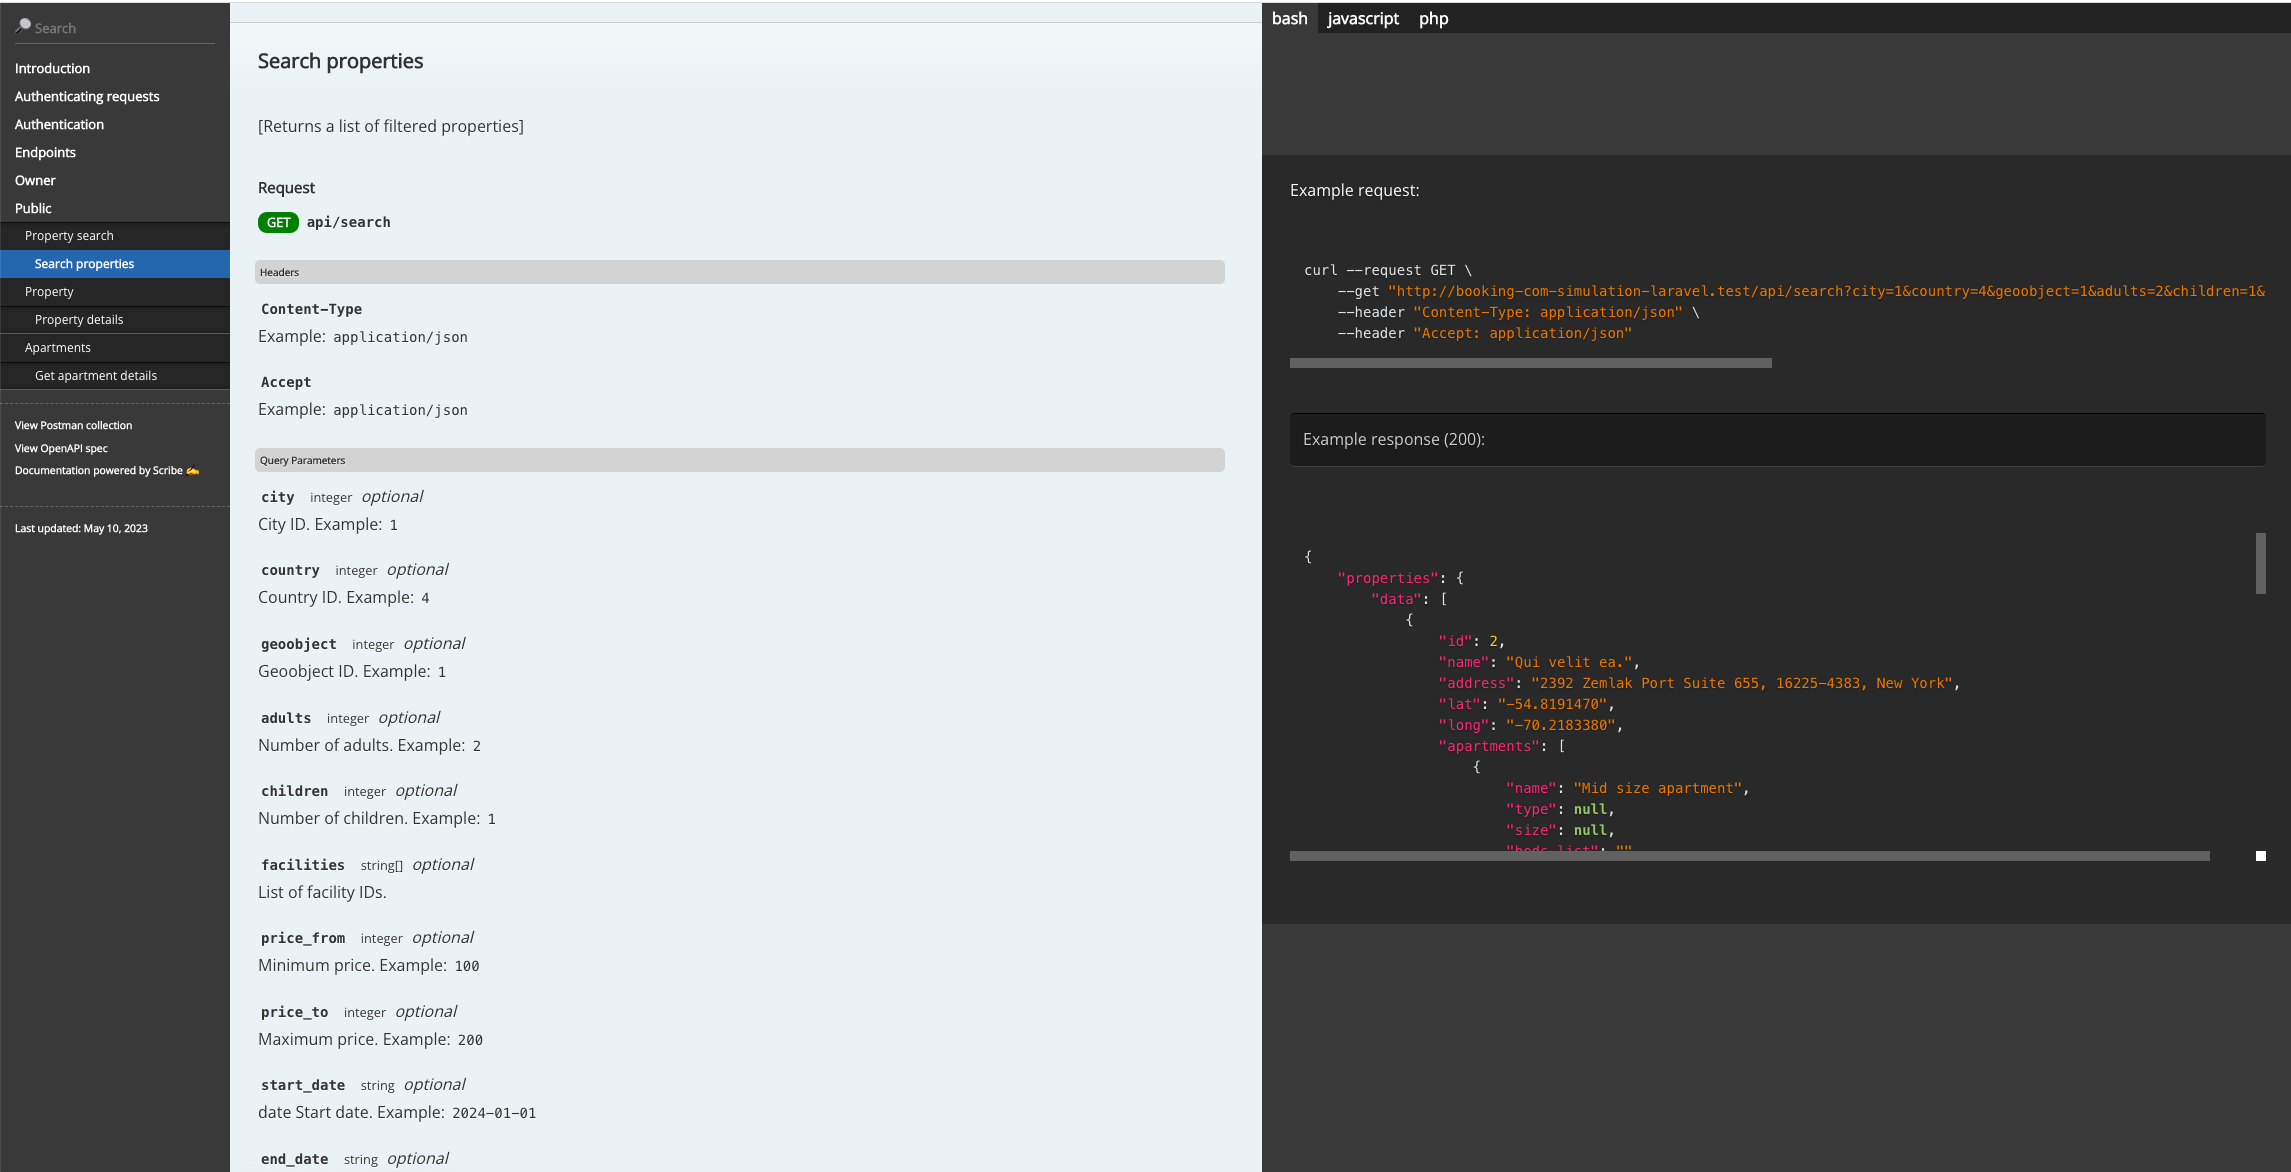 Search
Introduction
Authenticating requests
Authentication
Endpoints
Owner
Public
Property search
Search properties
Property
Property details
Apartments
Get apartment details
View Postman collection
View OpenAPI spec
Documentation powered by Scribe ✍
Last updated: May 10, 2023
Search properties
[Returns a list of filtered properties]
Request
GET api/search
Headers
Content-Type
Example: application/json
Accept
Example: application/json
Query Parameters
city integer optional
City ID. Example: 1
country integer optional
Country ID. Example: 4
geoobject integer optional
Geoobject ID. Example: 1
adults integer optional
Number of adults. Example: 2
children integer optional
Number of children. Example: 1
facilities string[] optional
List of facility IDs.
price_from integer optional
Minimum price. Example: 100
price_to integer optional
Maximum price. Example: 200
start_date string optional
date Start date. Example: 2024-01-01
end_date string optional
bash javascript php
Example request:
curl --request GET \
--get "http://booking-com-simulation-laravel.test/api/search?city=1&country=4&geoobject=1&adults=2&children=1&
--header "Content-Type: application/json" \
--header "Accept: application/json"
Example response (200):
{
"properties": {
"data": [
{
"id": 2,
"name": "Qui velit ea.",
"address": "2392 Zemlak Port Suite 655, 16225-4383, New York",
"lat": "-54.8191470",
"long": "-70.2183380",
"apartments": [
{
"name": "Mid size apartment",
"type": null,
"size": null,
"beds_list": ""